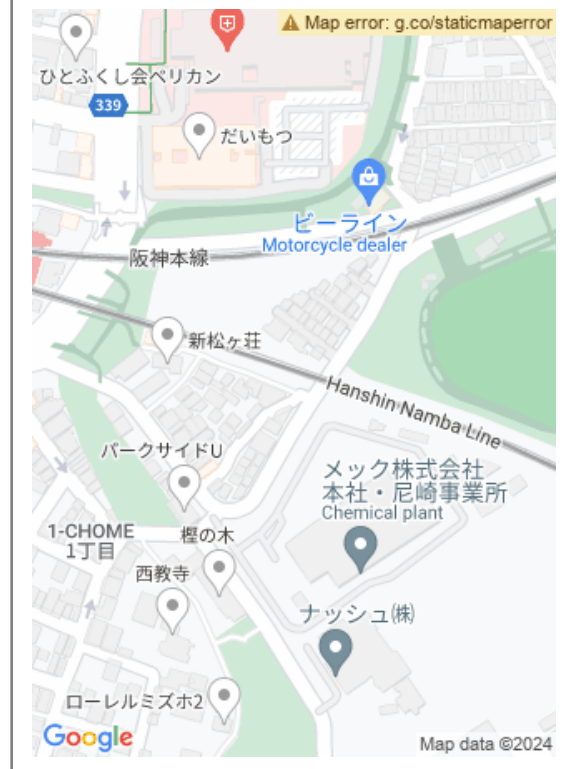 Map error: g.co/staticmaperror
ひとふくし会ペリカン
339
だいもつ
ビーライン
Motorcycle dealer
阪神本線
新松ヶ荘
Hanshin Namba Line
パークサイドU
メック株式会社
本社・尼崎事業所
Chemical plant
1-CHOME
1丁目
樫の木
西教寺
ナッシュ㈱
ローレルミズホ2
Google
Map data ©2024